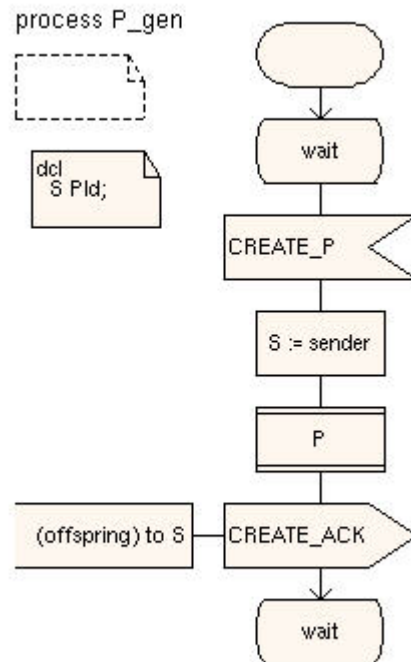 process P_gen
dcl
S PId;
wait
CREATE_P
S := sender
P
(offspring) to S
CREATE_ACK
wait